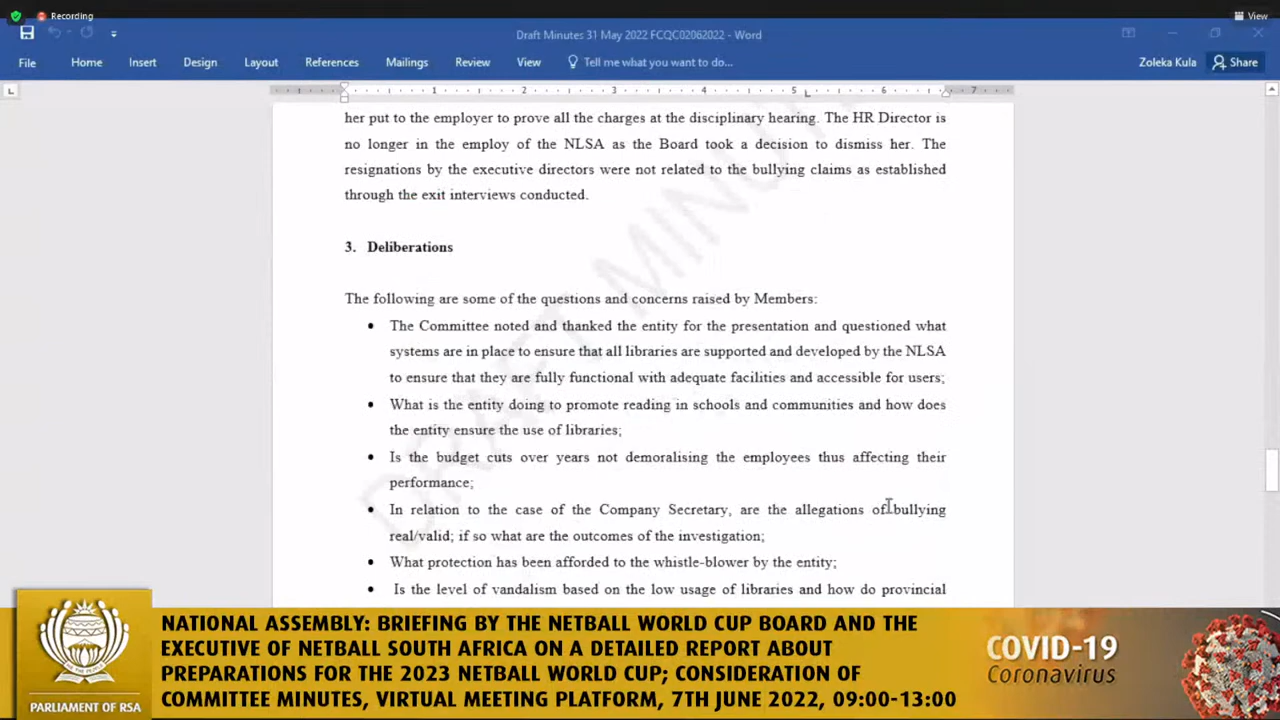 Recording
View
Draft Minutes 31 May 2022 FCQC02062022 - Word
File Home Insert Design Layout References Mailings Review View Tell me what you want to do... Zoleka Kula Share
L
1 2 3 4 5 6 7
her put to the employer to prove all the charges at the disciplinary hearing. The HR Director is
no longer in the employ of the NLSA as the Board took a decision to dismiss her. The
resignations by the executive directors were not related to the bullying claims as established
through the exit interviews conducted.
3. Deliberations
The following are some of the questions and concerns raised by Members:
• The Committee noted and thanked the entity for the presentation and questioned what
systems are in place to ensure that all libraries are supported and developed by the NLSA
to ensure that they are fully functional with adequate facilities and accessible for users;
• What is the entity doing to promote reading in schools and communities and how does
the entity ensure the use of libraries;
• Is the budget cuts over years not demoralising the employees thus affecting their
performance;
• In relation to the case of the Company Secretary, are the allegations of bullying
real/valid; if so what are the outcomes of the investigation;
• What protection has been afforded to the whistle-blower by the entity;
• Is the level of vandalism based on the low usage of libraries and how do provincial
DRAFT MINU
NATIONAL ASSEMBLY: BRIEFING BY THE NETBALL WORLD CUP BOARD AND THE
EXECUTIVE OF NETBALL SOUTH AFRICA ON A DETAILED REPORT ABOUT
PREPARATIONS FOR THE 2023 NETBALL WORLD CUP; CONSIDERATION OF
COMMITTEE MINUTES, VIRTUAL MEETING PLATFORM, 7TH JUNE 2022, 09:00-13:00
PARLIAMENT OF RSA
COVID-19
Coronavirus